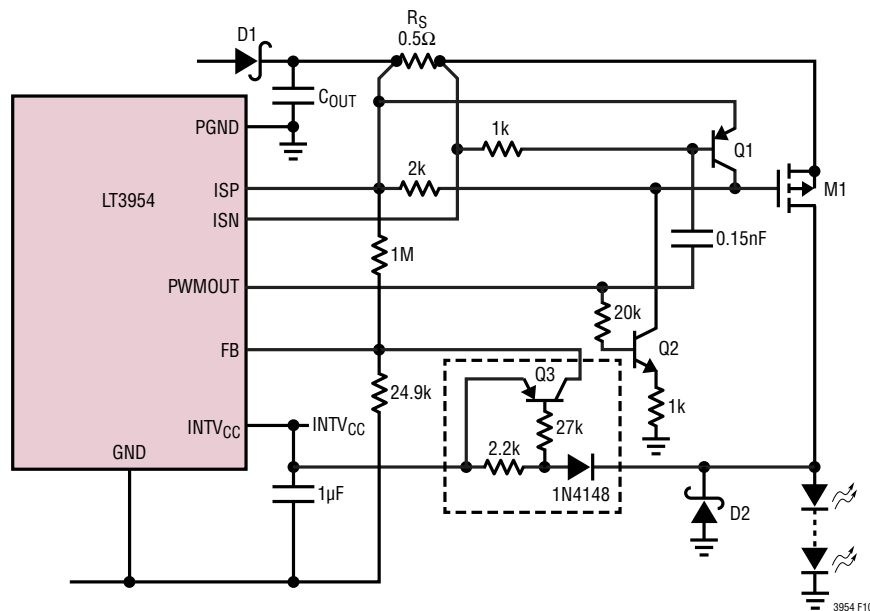 D1
R_S
0.5Ω
C_OUT
PGND
1k
Q1
2k
ISP
LT3954
M1
ISN
0.15nF
1M
PWMOUT
20k
Q2
FB
Q3
24.9k
1k
27k
INTV_CC
INTV_CC
GND
2.2k
1µF
1N4148
D2
3954 F10